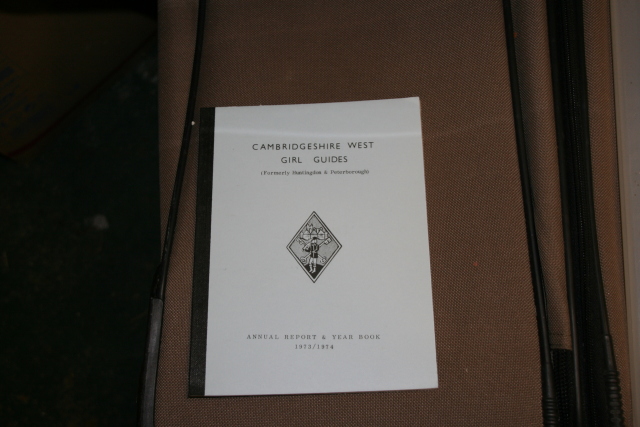 CAMBRIDGESHIRE WEST
GIRL GUIDES
(Formerly Huntingdon & Peterborough)
ANNUAL REPORT & YEAR BOOK
1973/1974